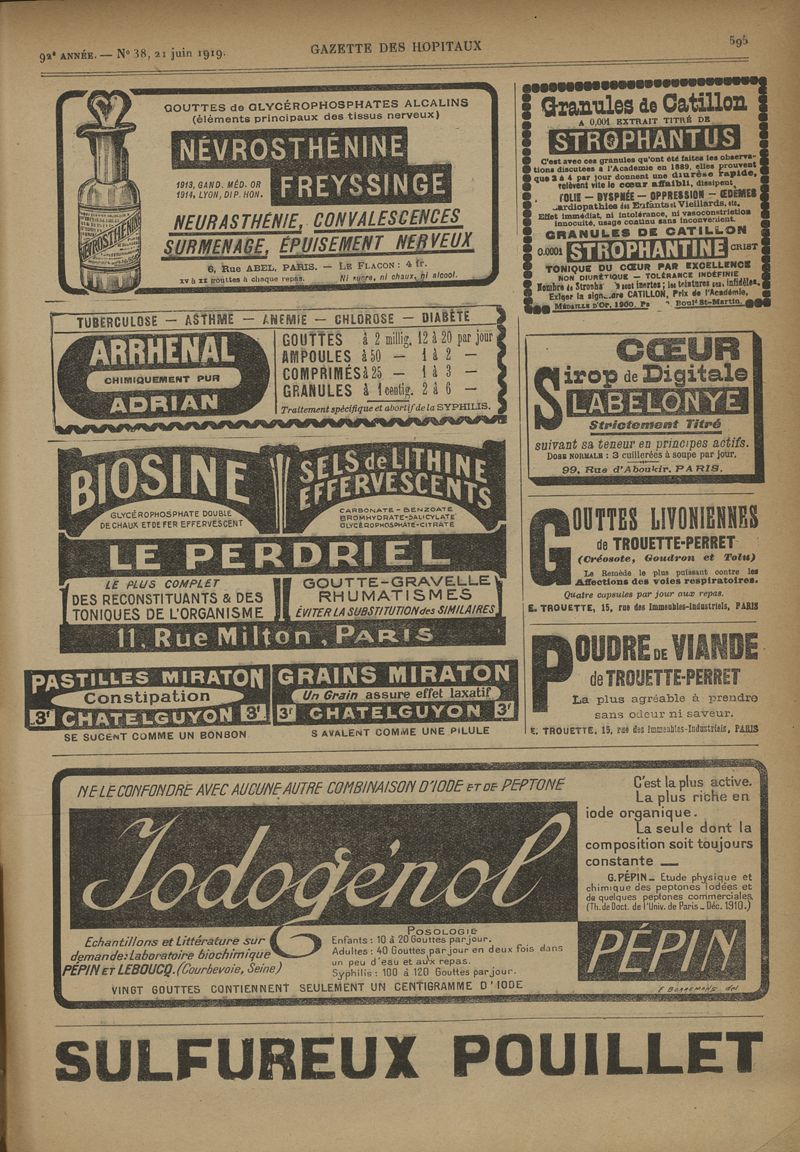 92e ANNÉE. — No 38, 21 juin 1919.
GAZETTE DES HOPITAUX
595
GOUTTES de GLYCÉROPHOSPHATES ALCALINS
(éléments principaux des tissus nerveux)
NÉVROSTHÉNINE
1913, GAND. MÉD. OR
1914, LYON, DIP. HON.
FREYSSINGE
NÉVROSTHÉNINE
NEURASTHÉNIE, CONVALESCENCES
SURMENAGE, ÉPUISEMENT NERVEUX
6, Rue ABEL, PARIS. — LE FLACON : 4 fr.
XV à XX gouttes à chaque repas. Ni sucre, ni chaux, ni alcool.
Granules de Catillon
A 0,001 EXTRAIT TITRÉ DE
STROPHANTUS
C'est avec ces granules qu'ont été faites les observa-
tions discutées à l'Académie en 1889, elles prouvent
que 2 à 4 par jour donnent une diurèse rapide,
relèvent vite le cœur affaibli, dissipent
— DYSPNÉE — OPPRESSION — ŒDÈMES
Cardiopathies des Enfants et Vieillards, etc.
Effet immédiat, ni intolérance, ni vasoconstriction
innocuité, usage continu sans inconvénient.
GRANULES DE CATILLON
0.0001 STROPHANTINE CRIST
TONIQUE DU CŒUR PAR EXCELLENCE
NON DIURÉTIQUE — TOLÉRANCE INDÉFINIE
Nombre de sont inertes ; les teintures infidèles,
Exiger la CATILLON, Prix de l'Académie,
MÉDAILLE D'OR, 1900, Boul' St-Martin.
TUBERCULOSE — ASTHME — ANEMIE — CHLOROSE — DIABÈTE
ARRHENAL
CHIMIQUEMENT PUR
ADRIAN
GOUTTES à 2 millig. 12 à 20 par jour
AMPOULES à 50 — 1 à 2 —
COMPRIMÉS à 25 — 1 à 3 —
GRANULES à 1 centig. 2 à 6 —
Traitement spécifique et abortif de la SYPHILIS.
CŒUR
Sirop de Digitale
LABELONYE
Strictement Titré
suivant sa teneur en principes actifs.
DOSE NORMALE : 3 cuillerées à soupe par jour.
99, Rue d'Aboukir. PARIS.
BIOSINE
GLYCÉROPHOSPHATE DOUBLE
DE CHAUX ET DE FER EFFERVESCENT
SELS de LITHINE
EFFERVESCENTS
CARBONATE - BENZOATE
BROMHYDRATE - SALICYLATE
GLYCÉROPHOSPHATE - CITRATE
LE PERDRIEL
LE PLUS COMPLET
DES RECONSTITUANTS & DES
TONIQUES DE L'ORGANISME
GOUTTE - GRAVELLE
RHUMATISMES
ÉVITER LA SUBSTITUTION des SIMILAIRES
11, Rue Milton, PARIS
GOUTTES LIVONIENNES
de TROUETTE-PERRET
(Créosote, Goudron et Tolu)
Le Remède le plus puissant contre les
Affections des voies respiratoires.
Quatre capsules par jour aux repas.
E. TROUETTE, 15, rue des Immeubles-Industriels, PARIS
POUDRE DE VIANDE
de TROUETTE-PERRET
La plus agréable à prendre
sans odeur ni saveur.
E. TROUETTE, 15, rue des Immeubles-Industriels, PARIS
PASTILLES MIRATON
Constipation
3f CHATELGUYON 3f
SE SUCENT COMME UN BONBON
GRAINS MIRATON
Un Grain assure effet laxatif
3f CHATELGUYON 3f
S AVALENT COMME UNE PILULE
NE LE CONFONDRE AVEC AUCUNE AUTRE COMBINAISON D'IODE ET DE PEPTONE
Iodogénol
C'est la plus active.
La plus riche en
iode organique.
La seule dont la
composition soit toujours
constante —
G. PÉPIN _ Etude physique et
chimique des peptones iodées et
de quelques peptones commerciales
(Th. de Doct. de l'Univ. de Paris _ Déc. 1910.)
Echantillons et Littérature sur
demande: Laboratoire biochimique
PÉPIN ET LEBOUCQ. (Courbevoie, Seine)
POSOLOGIE
Enfants : 10 à 20 Gouttes par jour.
Adultes : 40 Gouttes par jour en deux fois dans
un peu d'eau et aux repas.
Syphilis : 100 à 120 Gouttes par jour.
PÉPIN
VINGT GOUTTES CONTIENNENT SEULEMENT UN CENTIGRAMME D'IODE
SULFUREUX POUILLET